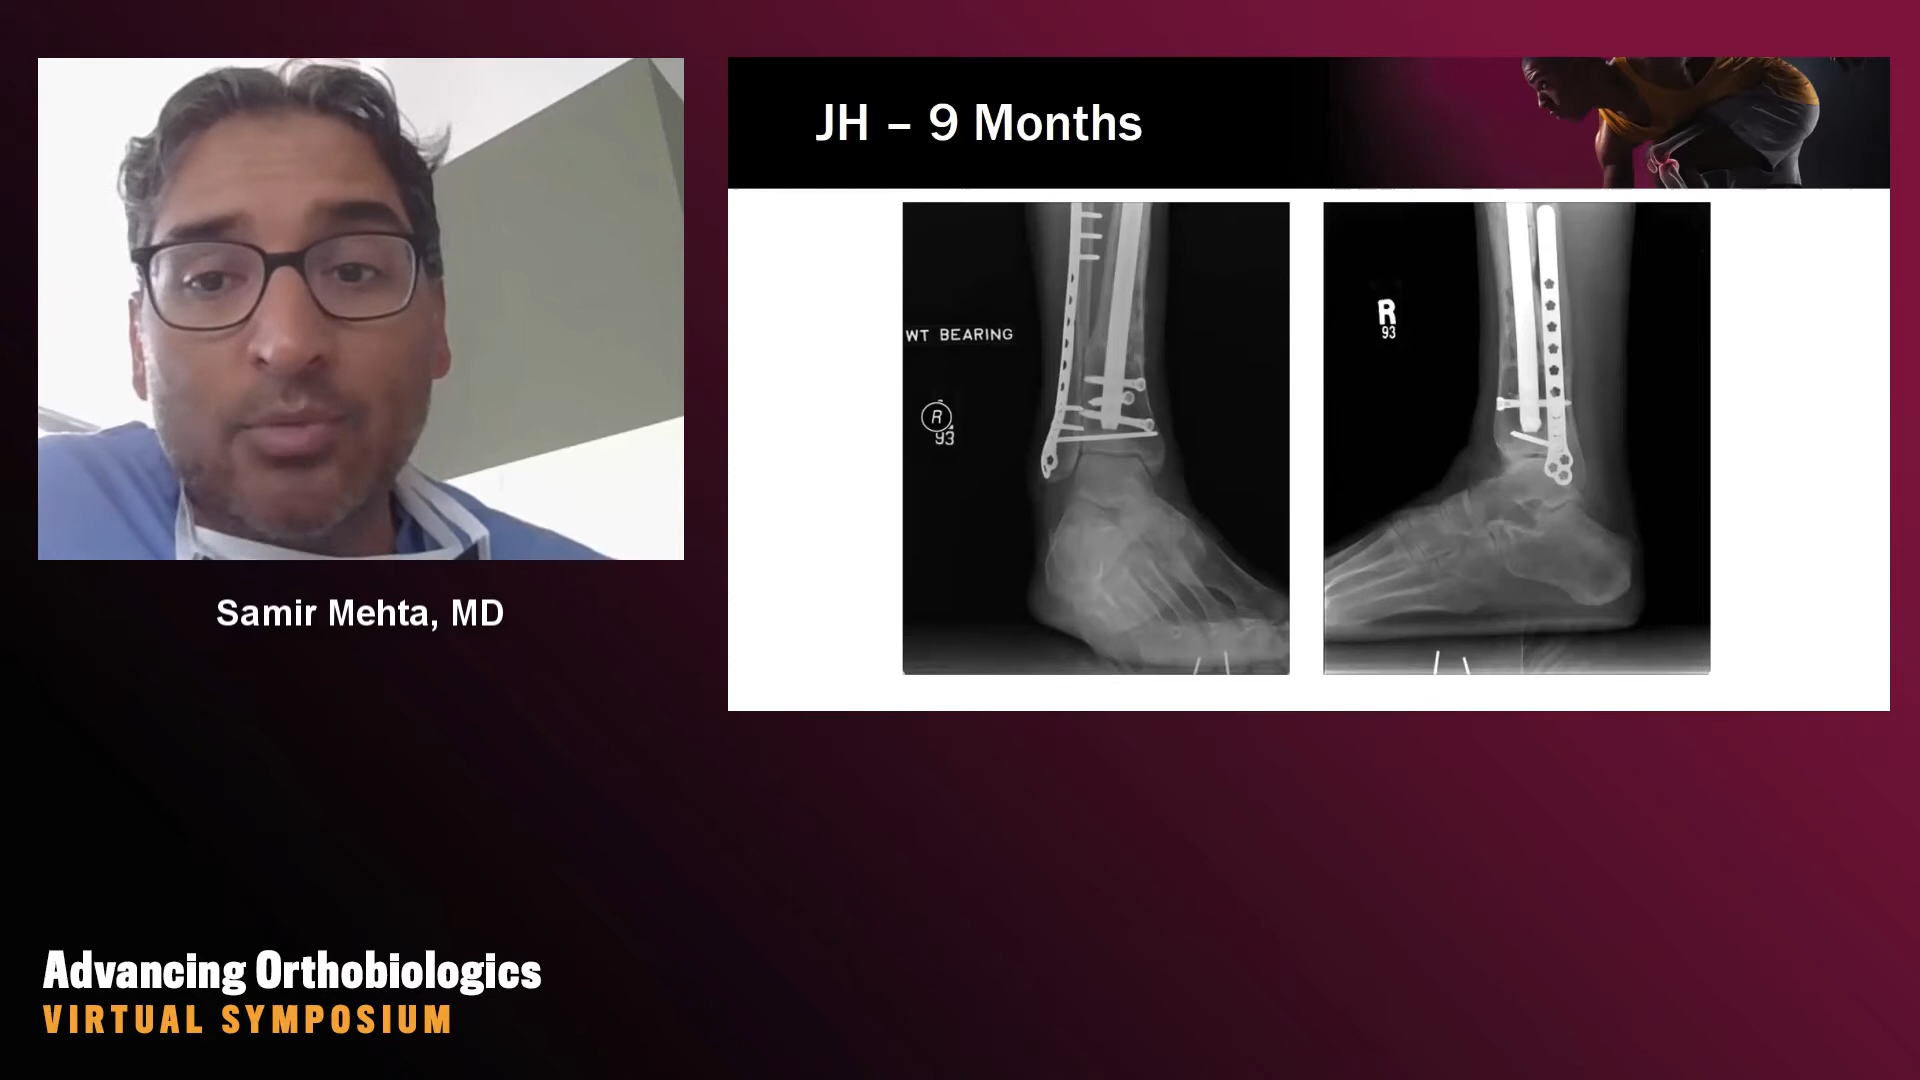 JH – 9 Months
WT BEARING
R
93
R
93
Samir Mehta, MD
Advancing Orthobiologics
VIRTUAL SYMPOSIUM